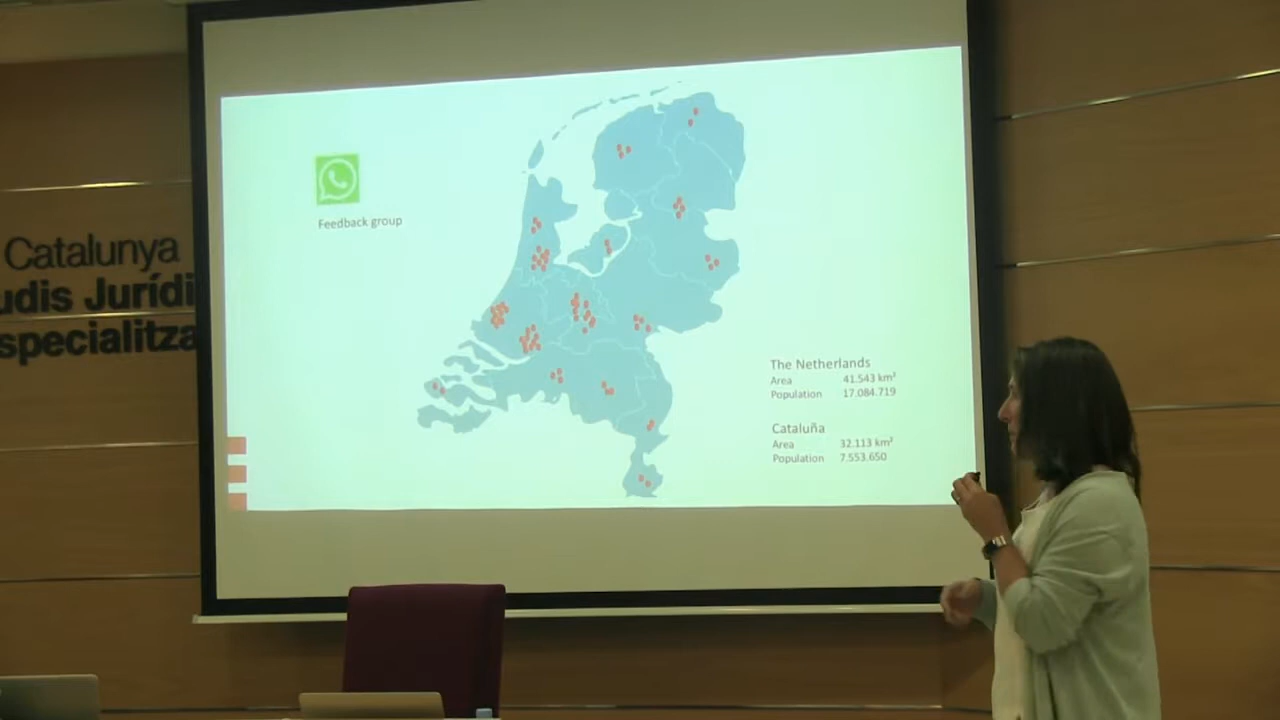 Catalunya
udis Jurídi
specialitza
Feedback group
The Netherlands
Area 41.543 km²
Population 17.084.719
Cataluña
Area 32.113 km²
Population 7.553.650